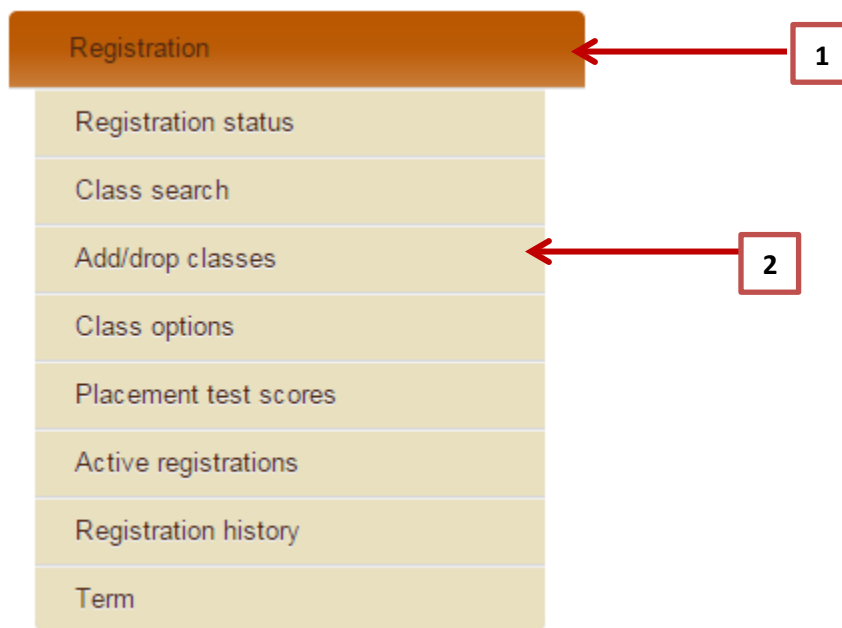 Registration
1
Registration status
Class search
Add/drop classes
2
Class options
Placement test scores
Active registrations
Registration history
Term